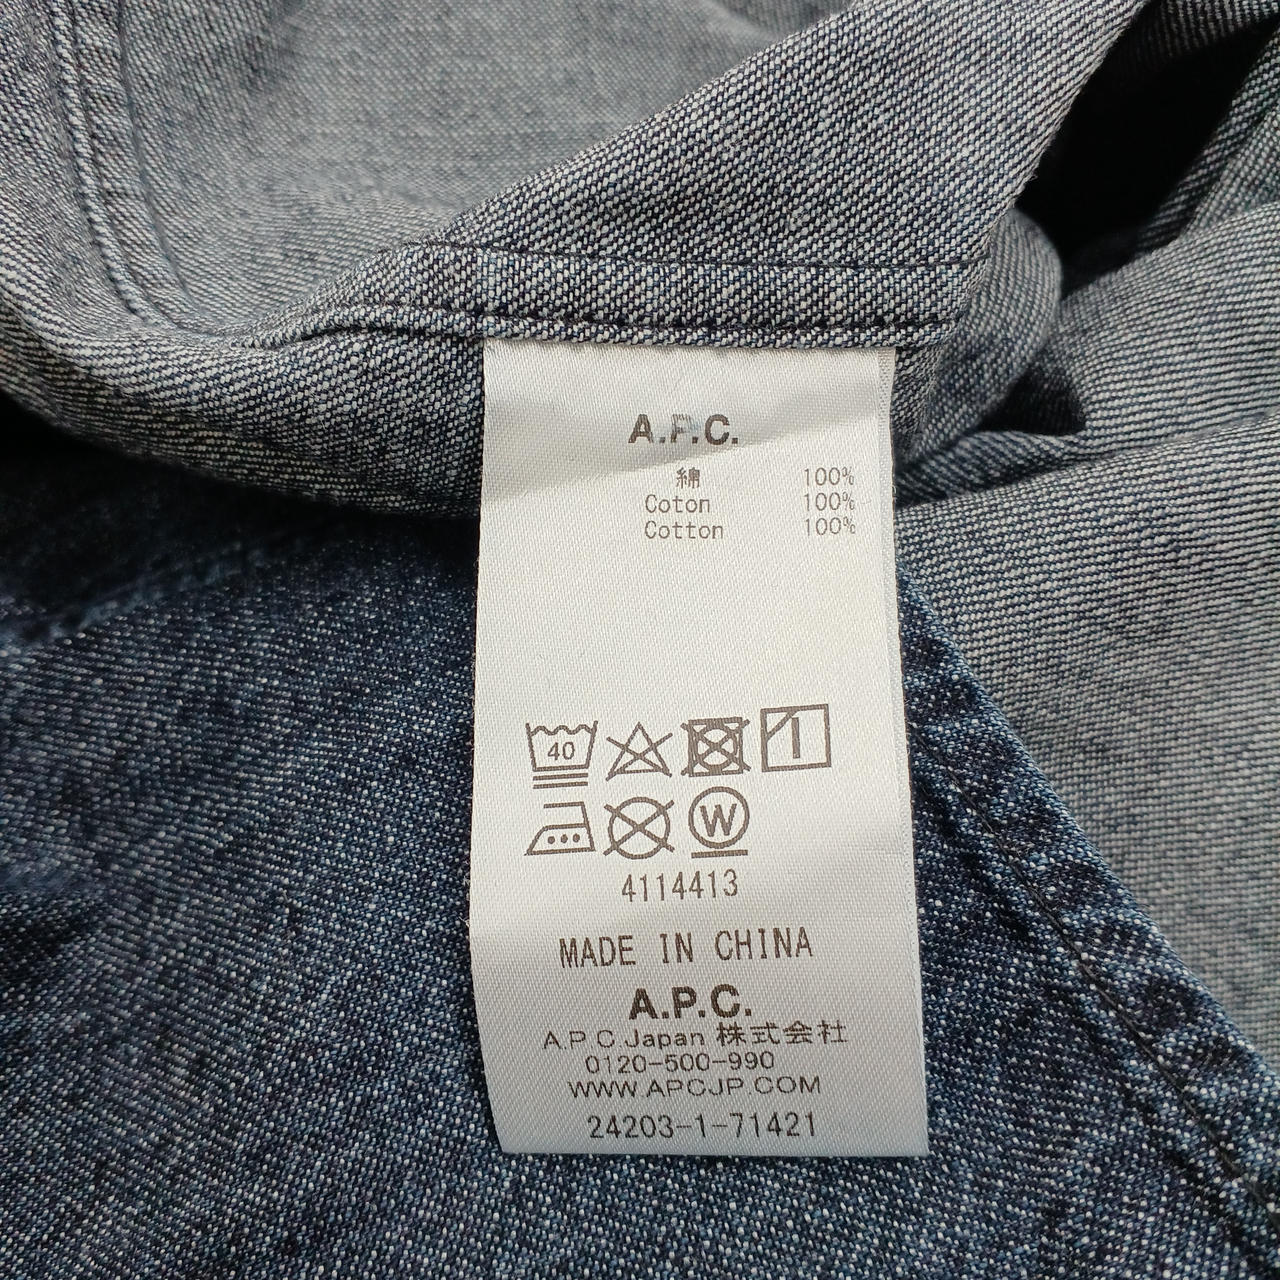 A.P.C.
綿 100%
Coton 100%
Cotton 100%
40
W
4114413
MADE IN CHINA
A.P.C.
A.P.C.Japan 株式会社
0120-500-990
WWW.APCJP.COM
24203-1-71421